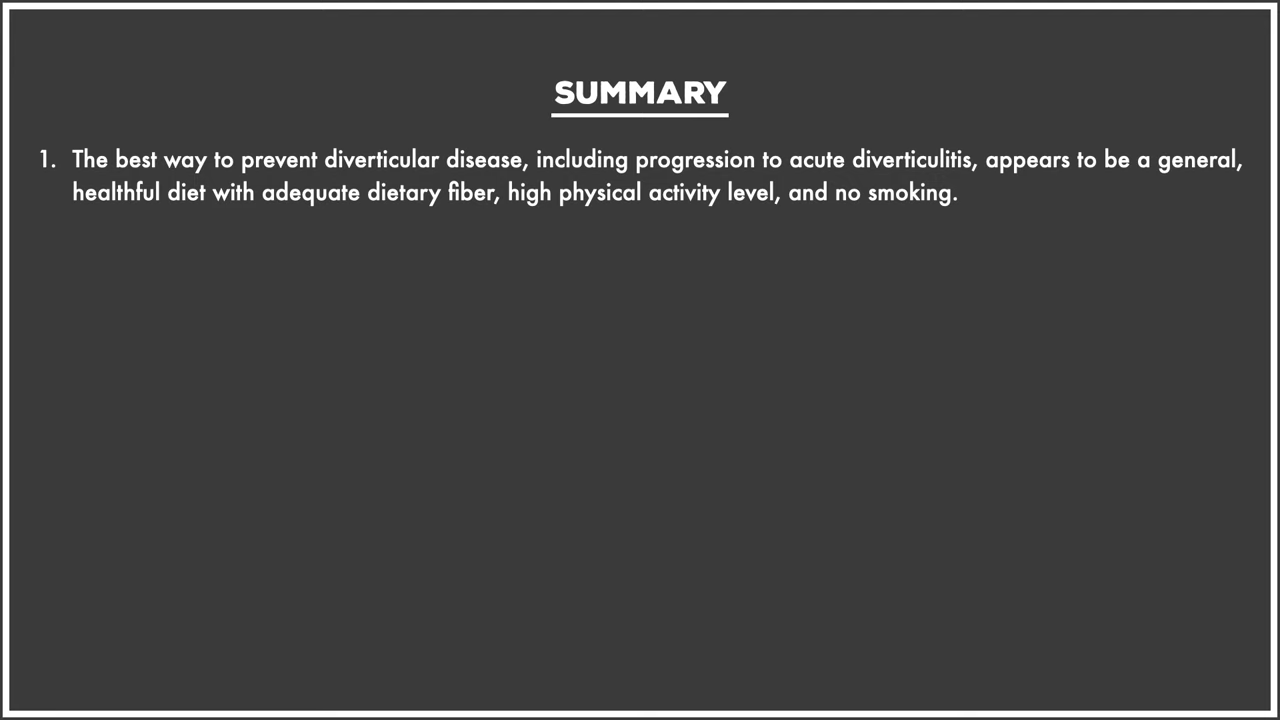 SUMMARY
1. The best way to prevent diverticular disease, including progression to acute diverticulitis, appears to be a general,
healthful diet with adequate dietary fiber, high physical activity level, and no smoking.